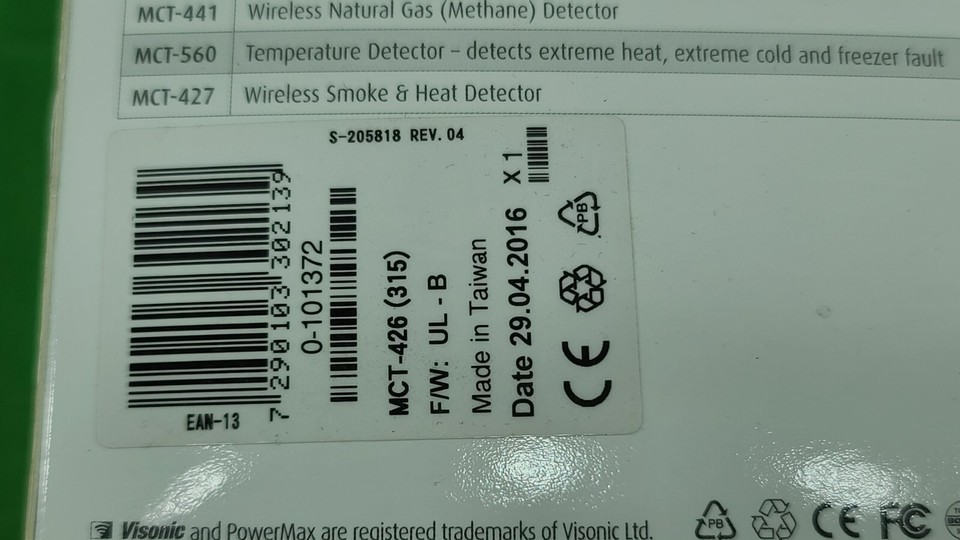 MCT-441 Wireless Natural Gas (Methane) Detector
MCT-560 Temperature Detector – detects extreme heat, extreme cold and freezer fault
MCT-427 Wireless Smoke & Heat Detector
S-205818 REV. 04
EAN-13
7 290103 302139
0-101372
MCT-426 (315)
F/W: UL - B
Made in Taiwan
Date 29.04.2016 X 1
CE
PB
Visonic and PowerMax are registered trademarks of Visonic Ltd.
PB
CE FC